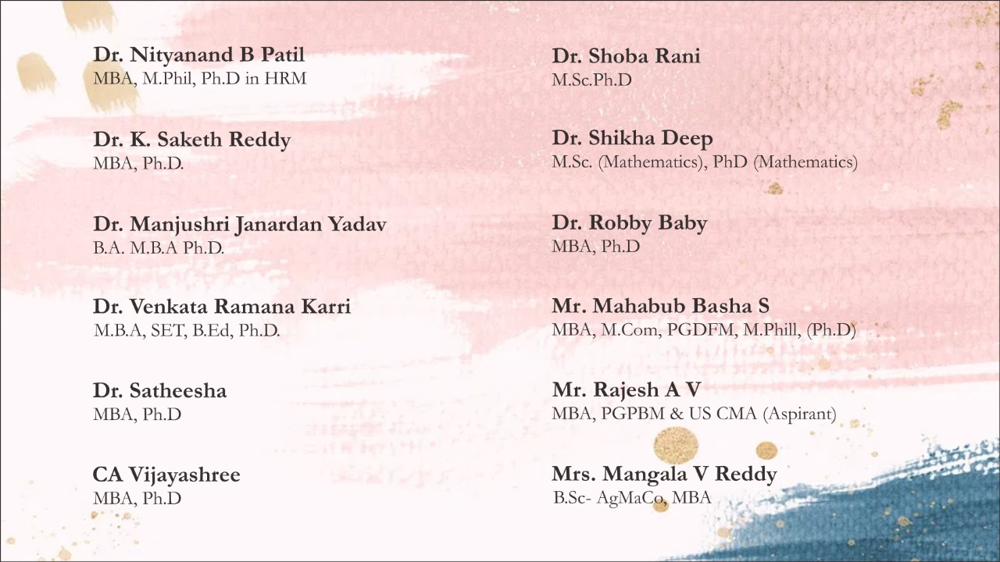 Dr. Nityanand B Patil
MBA, M.Phil, Ph.D in HRM
Dr. K. Saketh Reddy
MBA, Ph.D.
Dr. Manjushri Janardan Yadav
B.A. M.B.A Ph.D.
Dr. Venkata Ramana Karri
M.B.A, SET, B.Ed, Ph.D.
Dr. Satheesha
MBA, Ph.D
CA Vijayashree
MBA, Ph.D
Dr. Shoba Rani
M.Sc.Ph.D
Dr. Shikha Deep
M.Sc. (Mathematics), PhD (Mathematics)
Dr. Robby Baby
MBA, Ph.D
Mr. Mahabub Basha S
MBA, M.Com, PGDFM, M.Phill, (Ph.D)
Mr. Rajesh A V
MBA, PGPBM & US CMA (Aspirant)
Mrs. Mangala V Reddy
B.Sc- AgMaCo, MBA